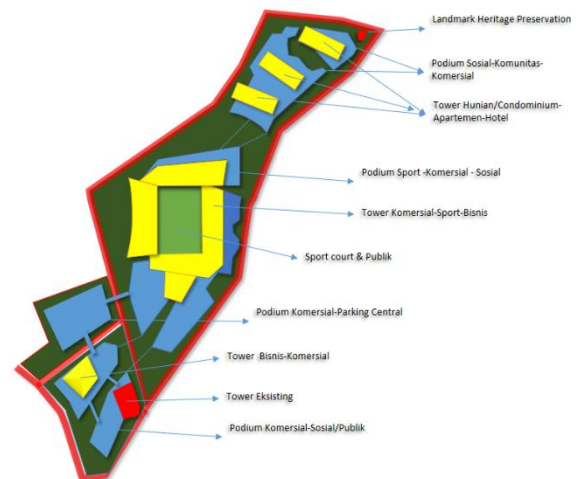 Landmark Heritage Preservation
Podium Sosial-Komunitas-
Komersial
Tower Hunian/Condominium-
Apartemen-Hotel
Podium Sport -Komersial - Sosial
Tower Komersial-Sport-Bisnis
Sport court & Publik
Podium Komersial-Parking Central
Tower  Bisnis-Komersial
Tower Eksisting
Podium Komersial-Sosial/Publik